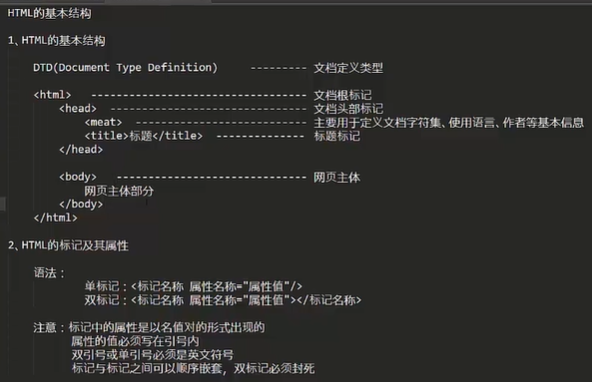 HTML的基本结构
1、HTML的基本结构
DTD(Document Type Definition) --------- 文档定义类型
<html> ---------------------------------- 文档根标记
<head> ------------------------------- 文档头部标记
<meat> --------------------------- 主要用于定义文档字符集、使用语言、作者等基本信息
<title>标题</title> -------------- 标题标记
</head>
<body> ------------------------------ 网页主体
网页主体部分
</body>
</html>
2、HTML的标记及其属性
语法：
单标记：<标记名称 属性名称="属性值"/>
双标记：<标记名称 属性名称="属性值"></标记名称>
注意：标记中的属性是以名值对的形式出现的
属性的值必须写在引号内
双引号或单引号必须是英文符号
标记与标记之间可以顺序嵌套，双标记必须封死